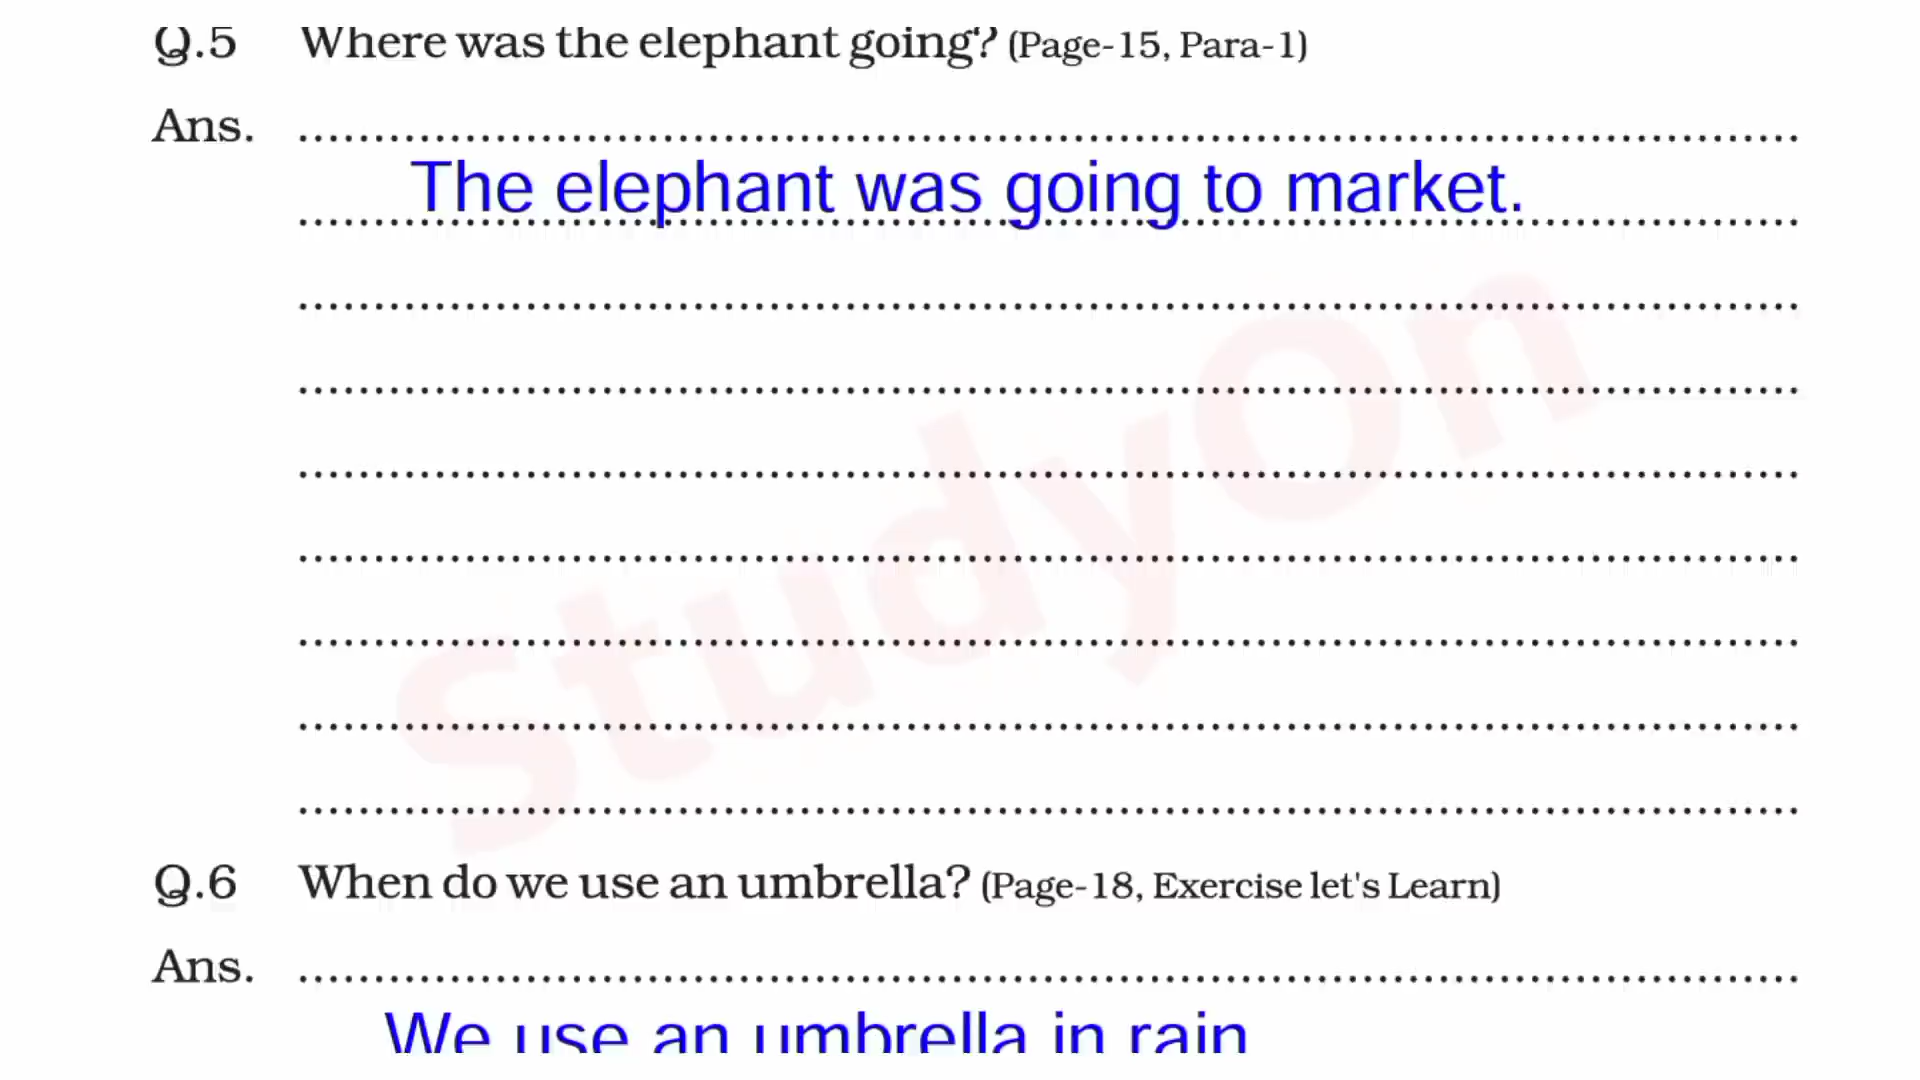 Q.5 Where was the elephant going? (Page-15, Para-1)
Ans. ....................................................................................................
The elephant was going to market.
....................................................................................................
....................................................................................................
....................................................................................................
....................................................................................................
....................................................................................................
....................................................................................................
....................................................................................................
....................................................................................................
StudyOn
Q.6 When do we use an umbrella? (Page-18, Exercise let's Learn)
Ans. ....................................................................................................
We use an umbrella in rain